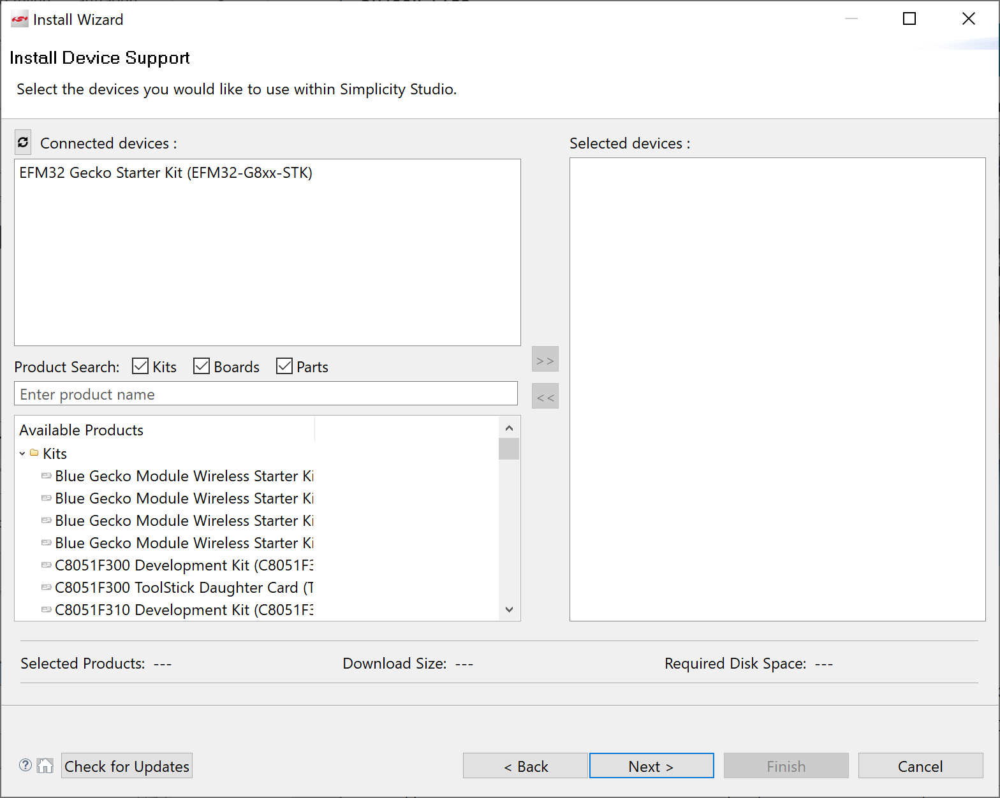 Install Wizard
Install Device Support
Select the devices you would like to use within Simplicity Studio.
Connected devices :
Selected devices :
EFM32 Gecko Starter Kit (EFM32-G8xx-STK)
>>
Product Search: Kits Boards Parts
<<
Enter product name
Available Products
Kits
Blue Gecko Module Wireless Starter Ki
Blue Gecko Module Wireless Starter Ki
Blue Gecko Module Wireless Starter Ki
Blue Gecko Module Wireless Starter Ki
C8051F300 Development Kit (C8051F3
C8051F300 ToolStick Daughter Card (T
C8051F310 Development Kit (C8051F3
Selected Products: --- Download Size: --- Required Disk Space: ---
? Check for Updates < Back Next > Finish Cancel